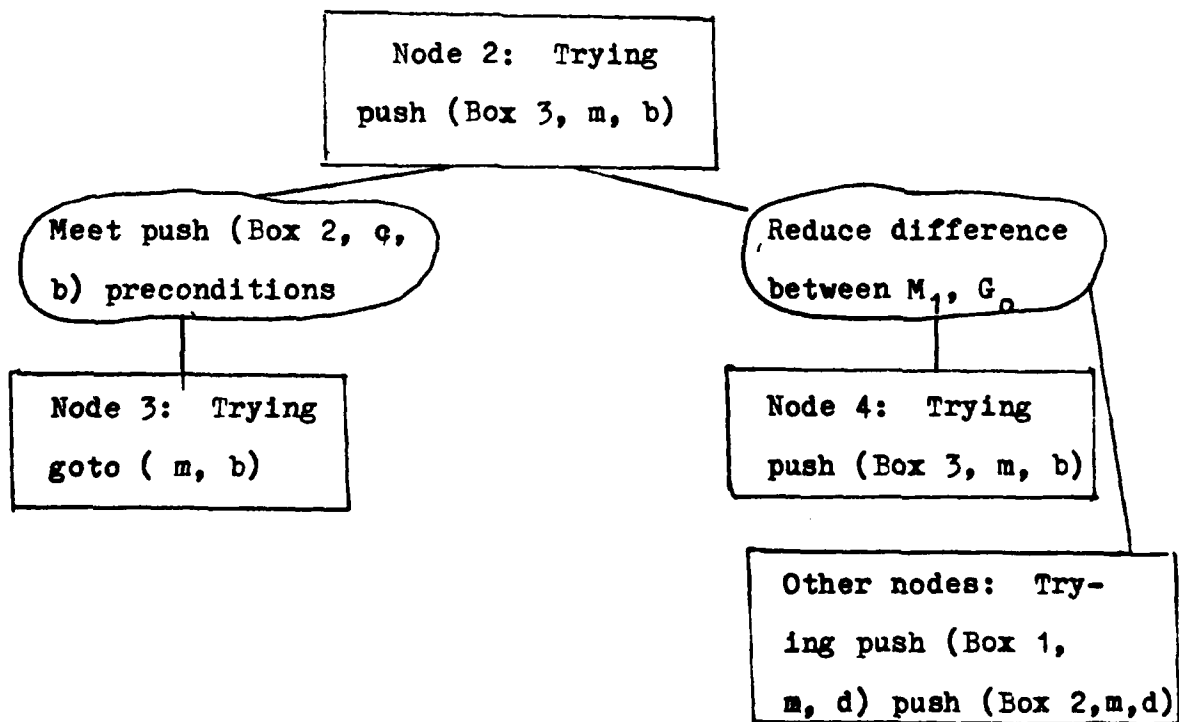 Node 2: Trying
push (Box 3, m, b)
Meet push (Box 2, c,
b) preconditions
Reduce difference
between M₁, G₀
Node 3: Trying
goto ( m, b)
Node 4: Trying
push (Box 3, m, b)
Other nodes: Try-
ing push (Box 1,
m, d) push (Box 2,m,d)